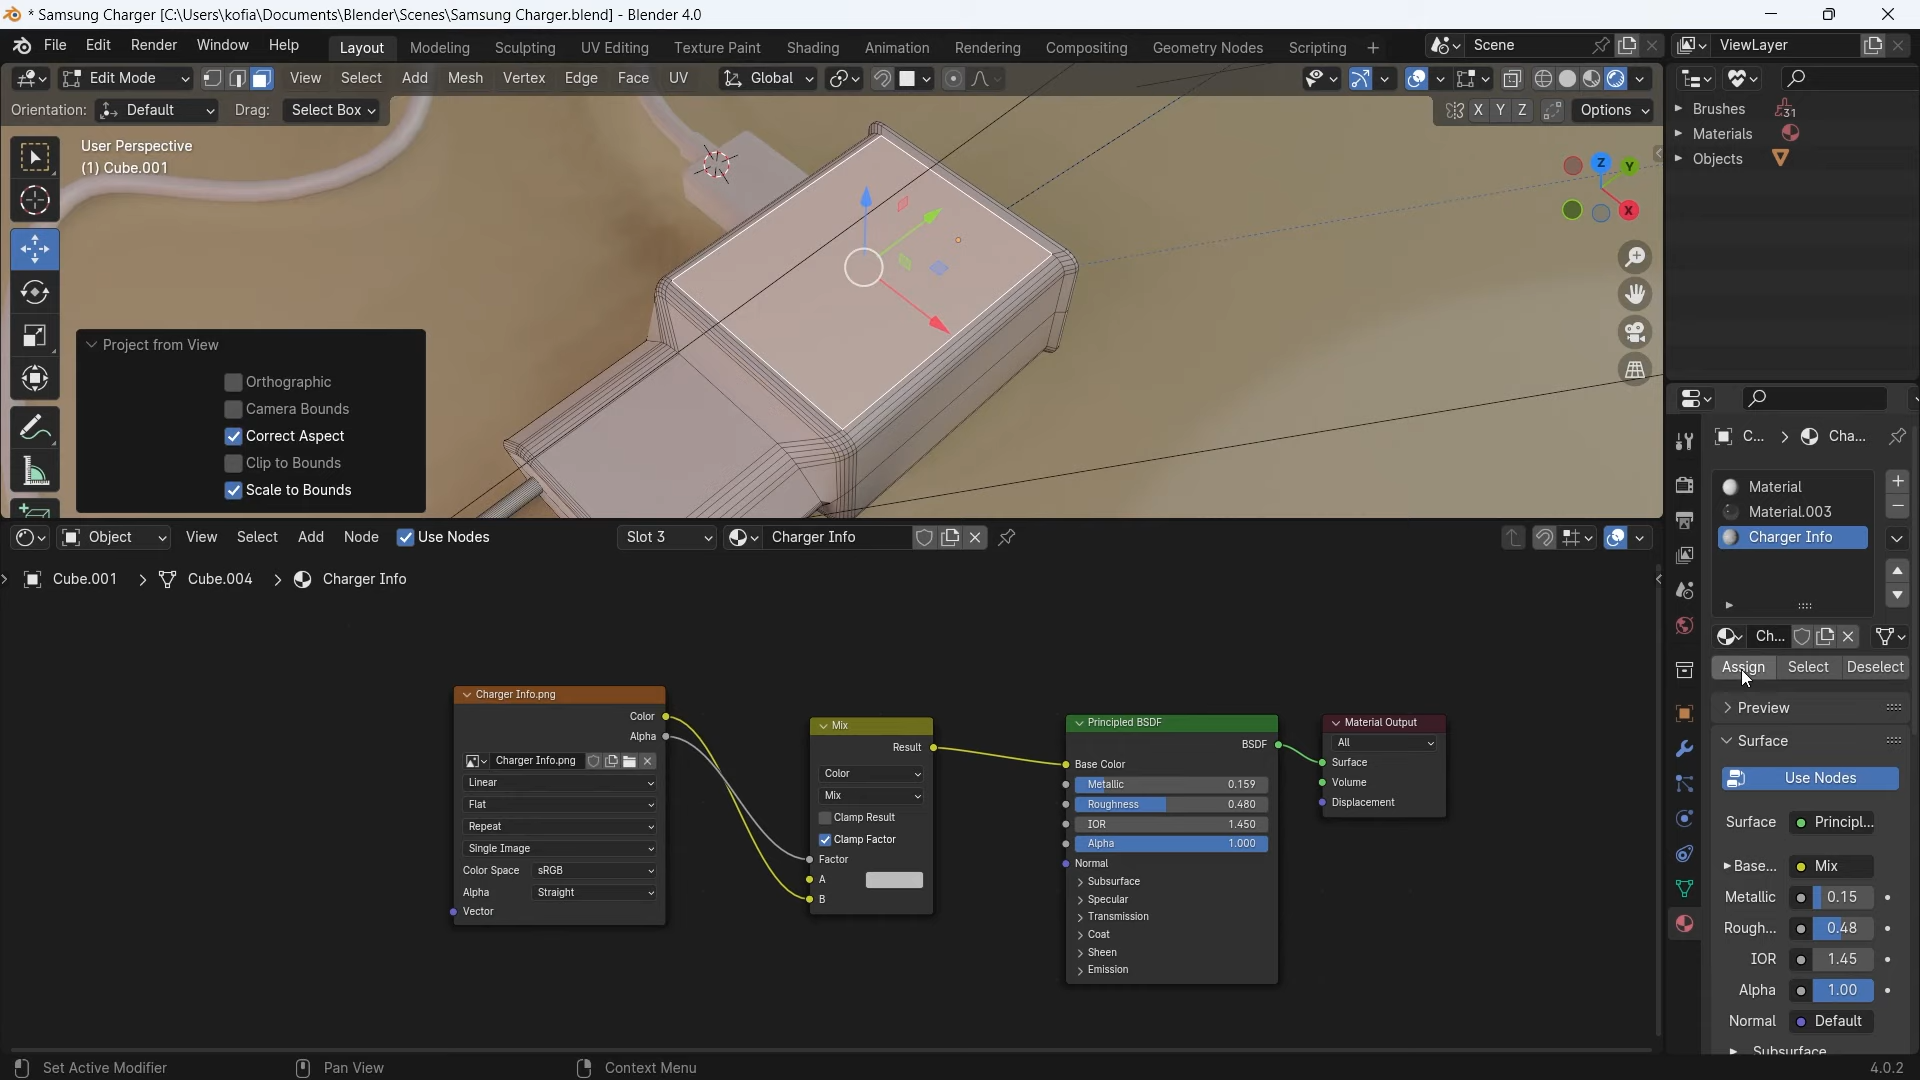 * Samsung Charger [C:\Users\kofia\Documents\Blender\Scenes\Samsung Charger.blend] - Blender 4.0
File Edit Render Window Help Layout Modeling Sculpting UV Editing Texture Paint Shading Animation Rendering Compositing Geometry Nodes Scripting + Scene ViewLayer
Edit Mode View Select Add Mesh Vertex Edge Face UV Global
Orientation: Default Drag: Select Box X Y Z Options
Brushes 31
Materials
Objects
User Perspective
(1) Cube.001
Z Y X
Project from View
Orthographic
Camera Bounds
Correct Aspect
Clip to Bounds
Scale to Bounds
C... > Cha...
Material
Material.003
Charger Info
Ch...
Assign Select Deselect
Preview
Surface
Use Nodes
Surface Principl...
Base... Mix
Metallic 0.15
Rough... 0.48
IOR 1.45
Alpha 1.00
Normal Default
Subsurface
Object View Select Add Node Use Nodes Slot 3 Charger Info
Cube.001 > Cube.004 > Charger Info
Charger Info.png
Color
Alpha
Charger Info.png
Linear
Flat
Repeat
Single Image
Color Space sRGB
Alpha Straight
Vector
Mix
Result
Color
Mix
Clamp Result
Clamp Factor
Factor
A
B
Principled BSDF
BSDF
Base Color
Metallic 0.159
Roughness 0.480
IOR 1.450
Alpha 1.000
Normal
Subsurface
Specular
Transmission
Coat
Sheen
Emission
Material Output
All
Surface
Volume
Displacement
Set Active Modifier Pan View Context Menu 4.0.2